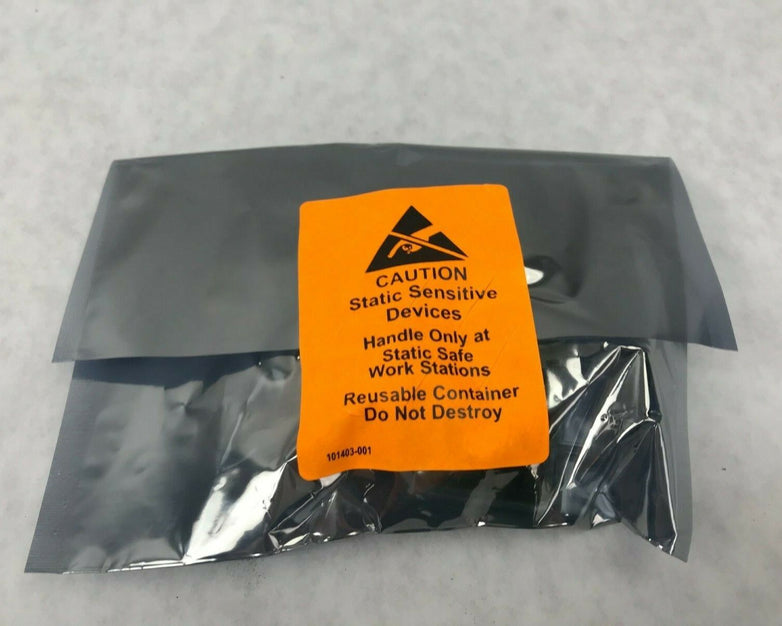 CAUTION
Static Sensitive
Devices
Handle Only at
Static Safe
Work Stations
Reusable Container
Do Not Destroy
101403-001